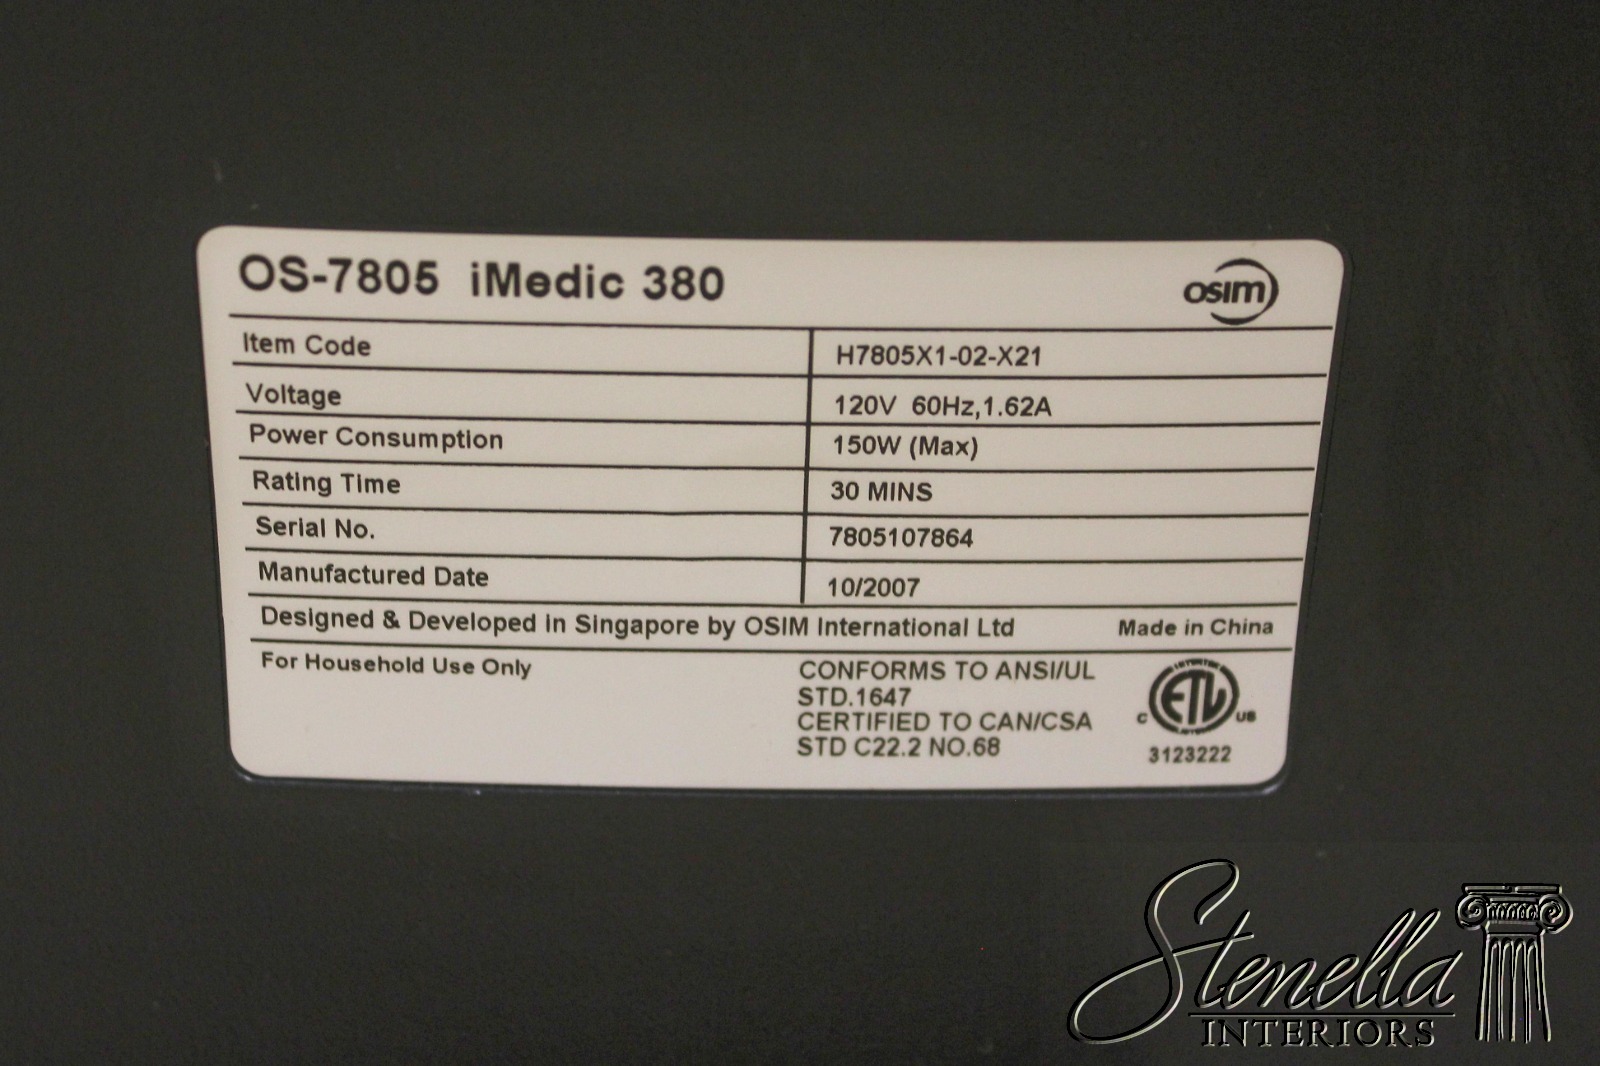 OS-7805 iMedic 380
osim
Item Code H7805X1-02-X21
Voltage 120V 60Hz,1.62A
Power Consumption 150W (Max)
Rating Time 30 MINS
Serial No. 7805107864
Manufactured Date 10/2007
Designed & Developed in Singapore by OSIM International Ltd Made in China
For Household Use Only
CONFORMS TO ANSI/UL
STD.1647
CERTIFIED TO CAN/CSA
STD C22.2 NO.68
INTERTEK
C ETL US
LISTED
3123222
Stenella
INTERIORS